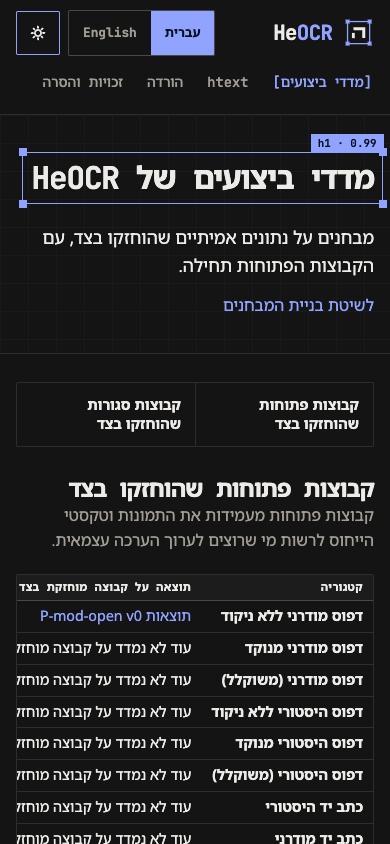 ה HeOCR
עברית English
[מדדי ביצועים] htext הורדה זכויות והסרה
h1 · 0.99
מדדי ביצועים של HeOCR
מבחנים על נתונים אמיתיים שהוחזקו בצד, עם
הקבוצות הפתוחות תחילה.
לשיטת בניית המבחנים
קבוצות פתוחות שהוחזקו בצד
קבוצות סגורות שהוחזקו בצד
קבוצות פתוחות שהוחזקו בצד
קבוצות פתוחות מעמידות את התמונות וטקסטי
הייחוס לרשות מי שרוצים לערוך הערכה עצמאית.
קטגוריה תוצאה על קבוצה מוחזקת בצד
דפוס מודרני ללא ניקוד תוצאות P-mod-open v0
דפוס מודרני מנוקד עוד לא נמדד על קבוצה
דפוס מודרני (משוקלל) עוד לא נמדד על קבוצה
דפוס היסטורי ללא ניקוד עוד לא נמדד על קבוצה
דפוס היסטורי מנוקד עוד לא נמדד על קבוצה
דפוס היסטורי (משוקלל) עוד לא נמדד על קבוצה
כתב יד היסטורי עוד לא נמדד על קבוצה
כתב יד מודרני עוד לא נמדד על קבוצה